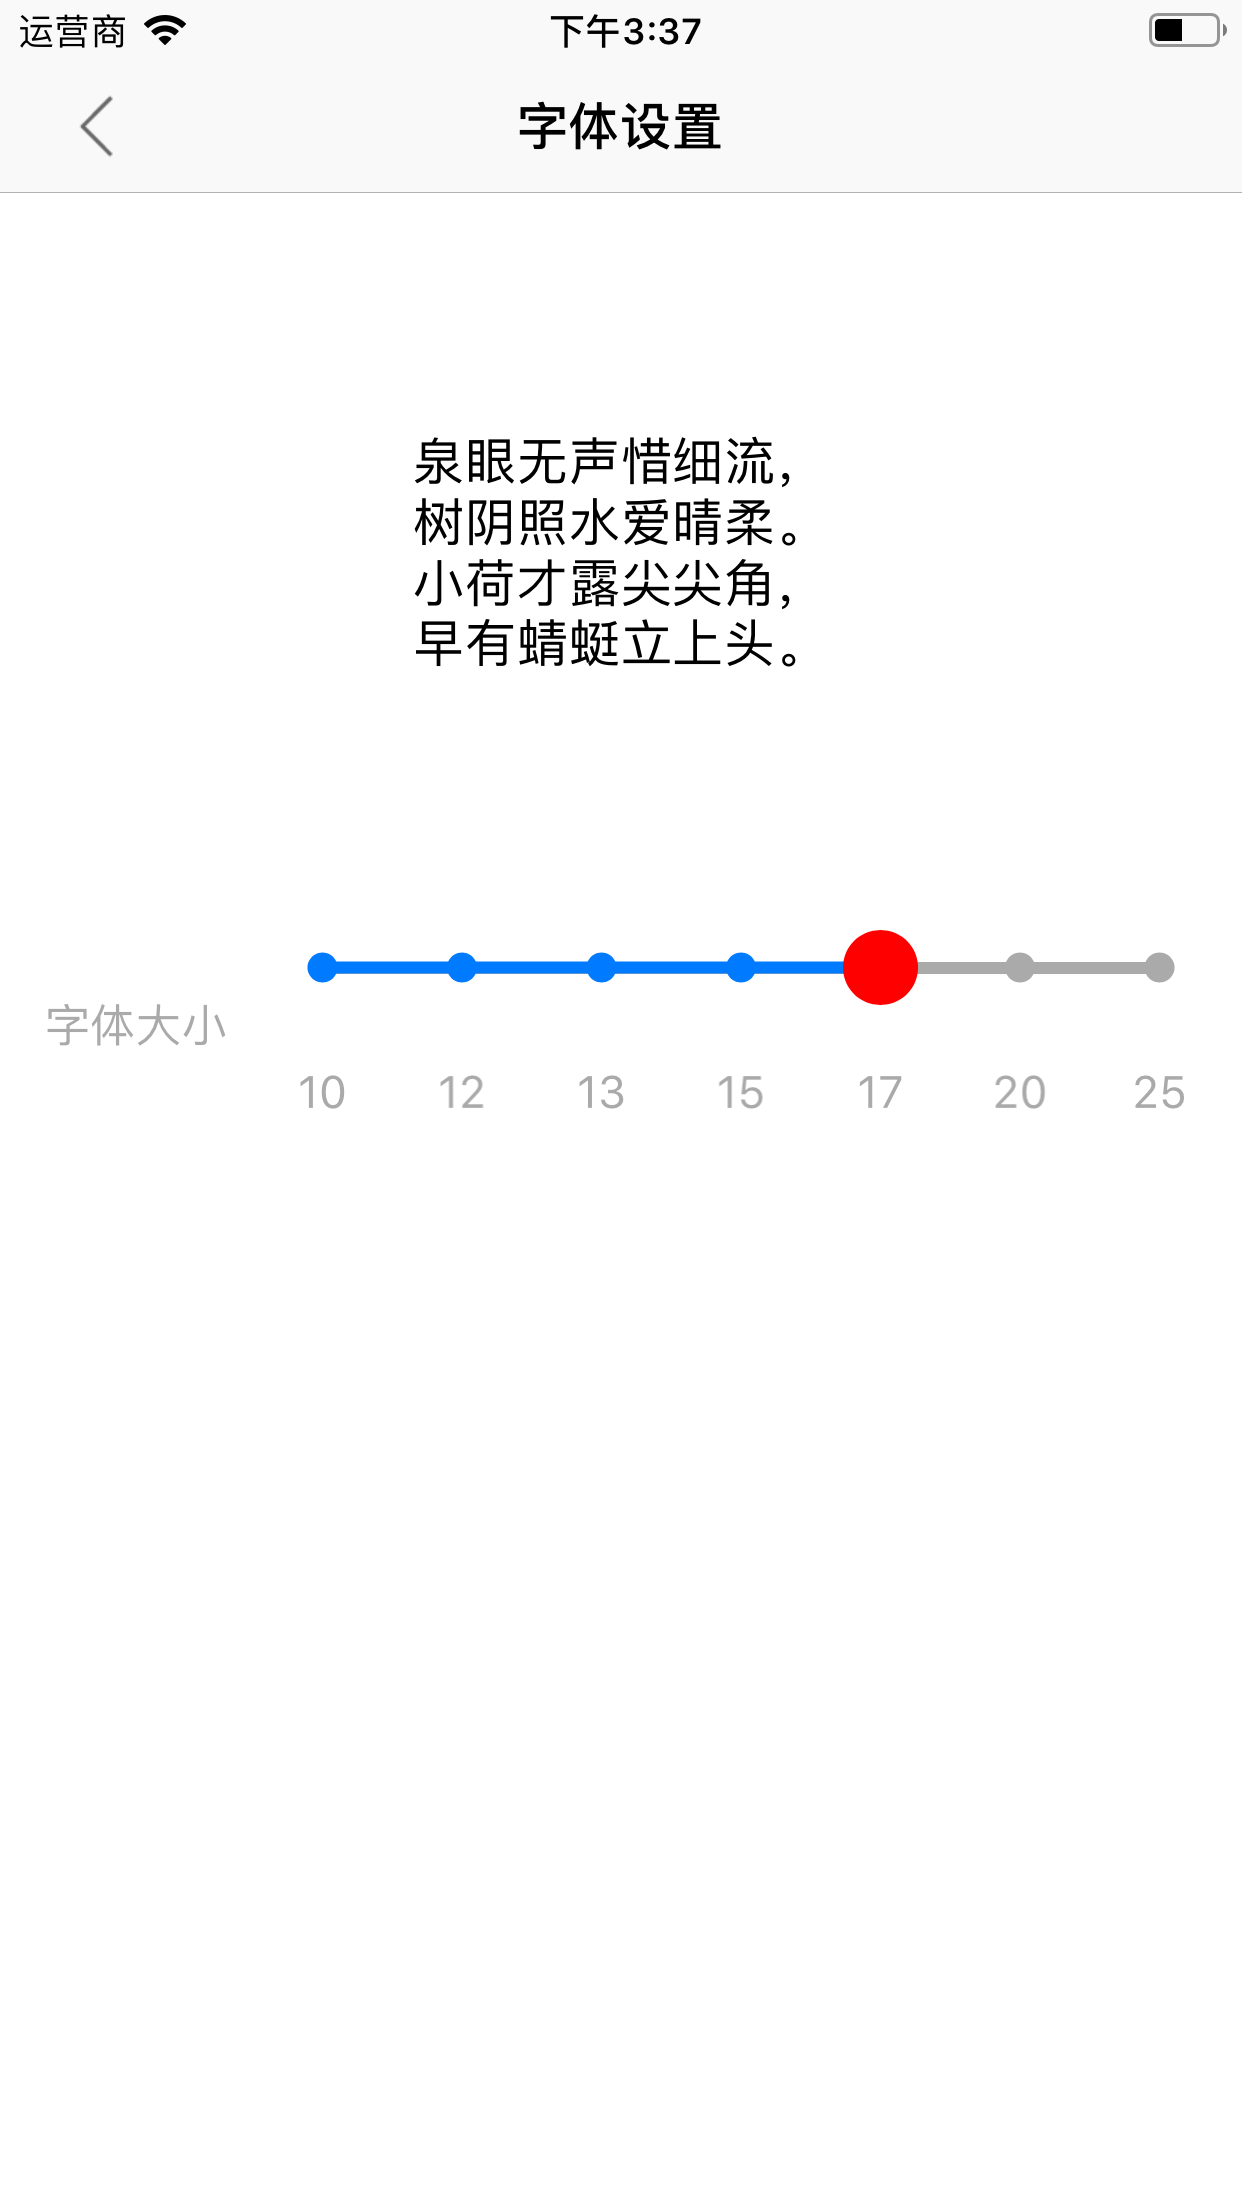 运营商 下午3:37
字体设置
泉眼无声惜细流，
树阴照水爱晴柔。
小荷才露尖尖角，
早有蜻蜓立上头。
字体大小
10 12 13 15 17 20 25